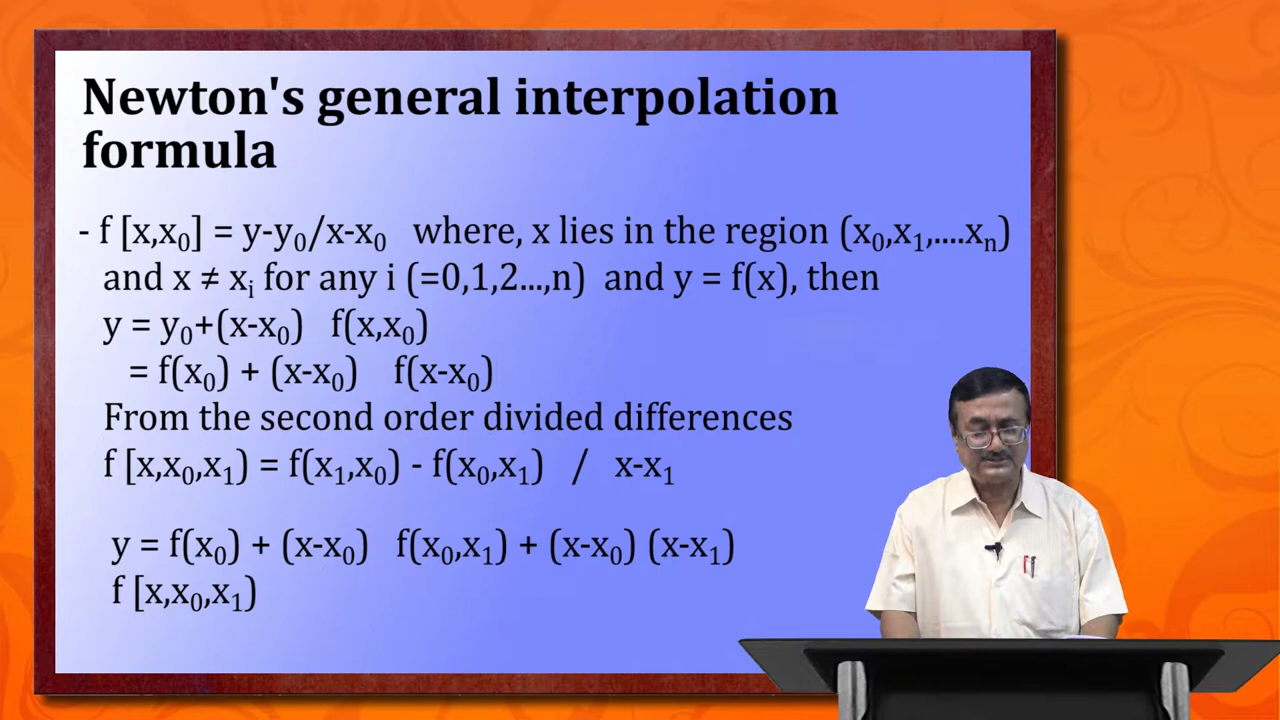 Newton's general interpolation
formula
- f [x,x₀] = y-y₀/x-x₀ where, x lies in the region (x₀,x₁,....xₙ)
and x ≠ xᵢ for any i (=0,1,2...,n) and y = f(x), then
y = y₀+(x-x₀) f(x,x₀)
= f(x₀) + (x-x₀) f(x-x₀)
From the second order divided differences
f [x,x₀,x₁) = f(x₁,x₀) - f(x₀,x₁) / x-x₁
y = f(x₀) + (x-x₀) f(x₀,x₁) + (x-x₀) (x-x₁)
f [x,x₀,x₁)